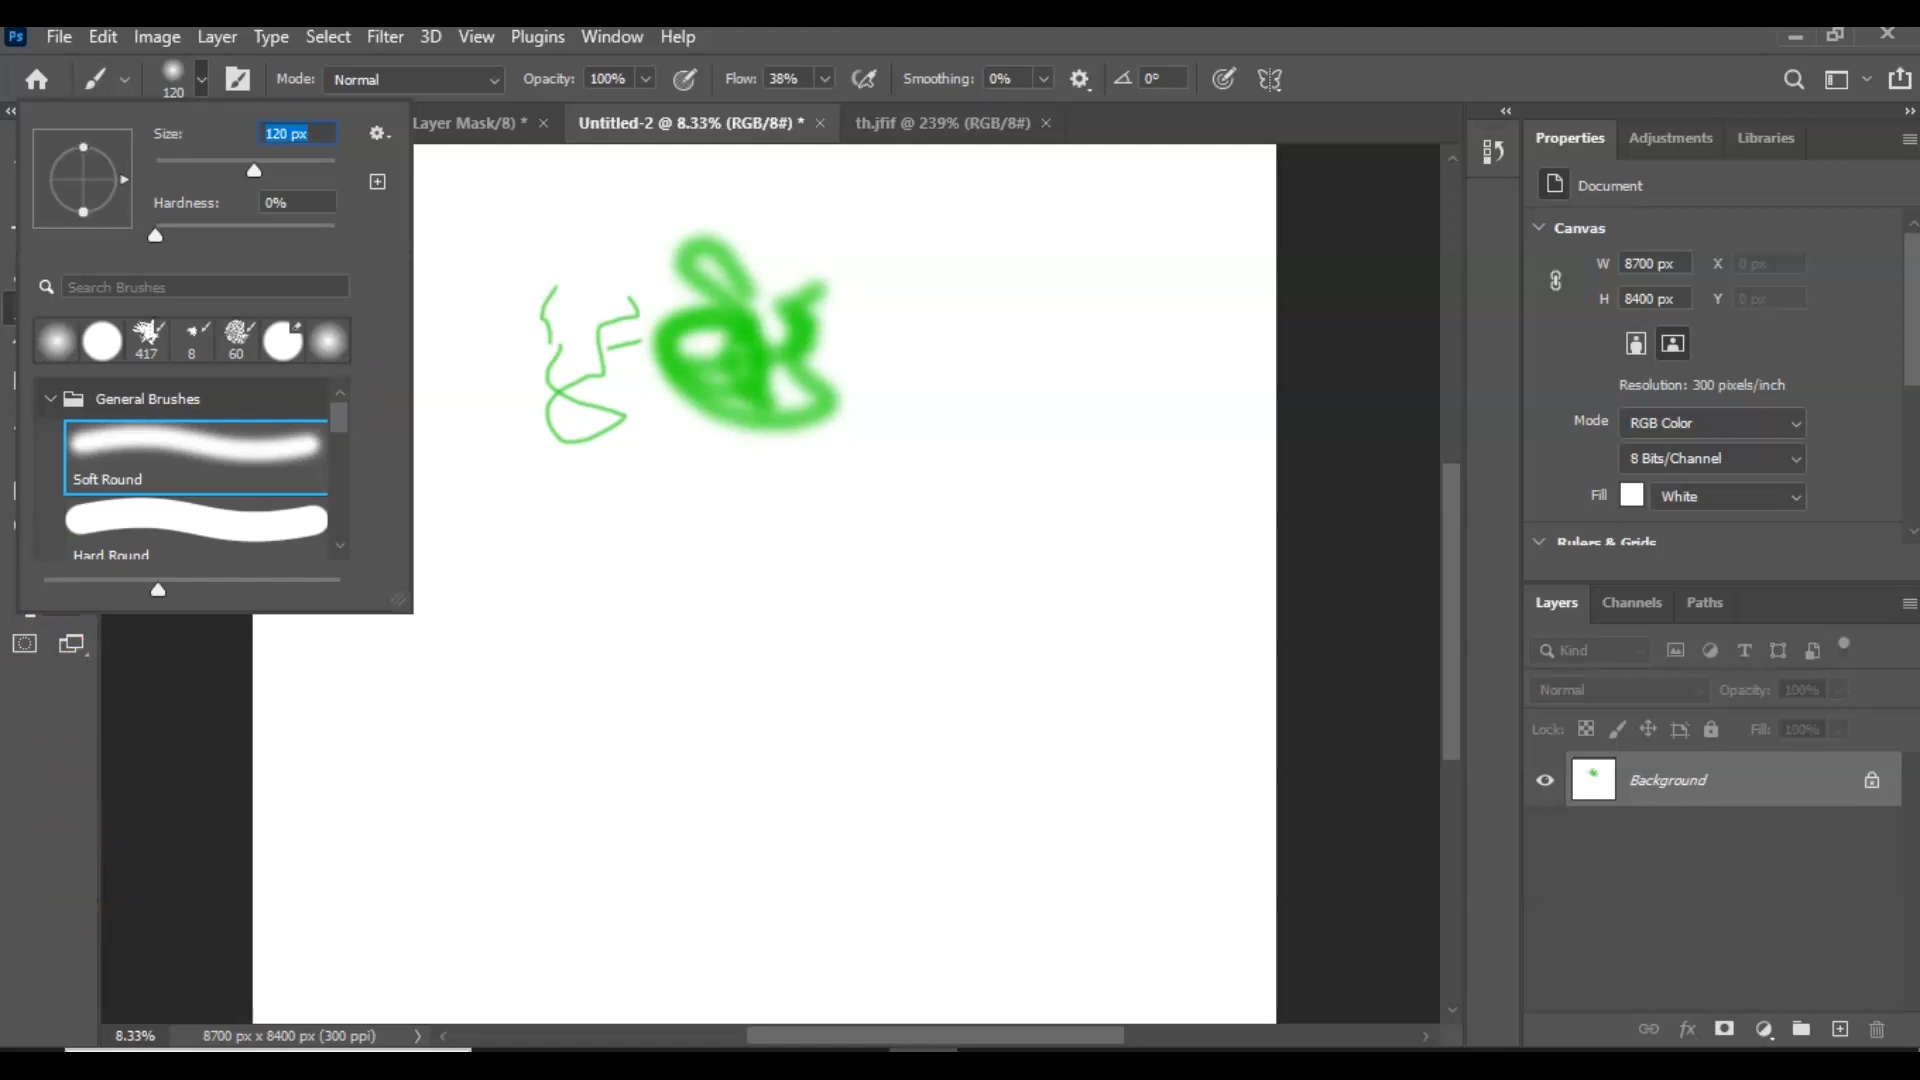 Ps File Edit Image Layer Type Select Filter 3D View Plugins Window Help
120 Mode: Normal Opacity: 100% Flow: 38% Smoothing: 0% 0°
Layer Mask/8) * Untitled-2 @ 8.33% (RGB/8#) * th.jfif @ 239% (RGB/8#)
Size: 120 px
Hardness: 0%
Search Brushes
417 8 60
General Brushes
Soft Round
Hard Round
Properties Adjustments Libraries
Document
Canvas
W 8700 px X 0 px
H 8400 px Y 0 px
Resolution: 300 pixels/inch
Mode RGB Color
8 Bits/Channel
Fill White
Rulers & Grids
Layers Channels Paths
Kind
Normal Opacity: 100%
Lock: Fill: 100%
Background
fx
8.33% 8700 px x 8400 px (300 ppi)